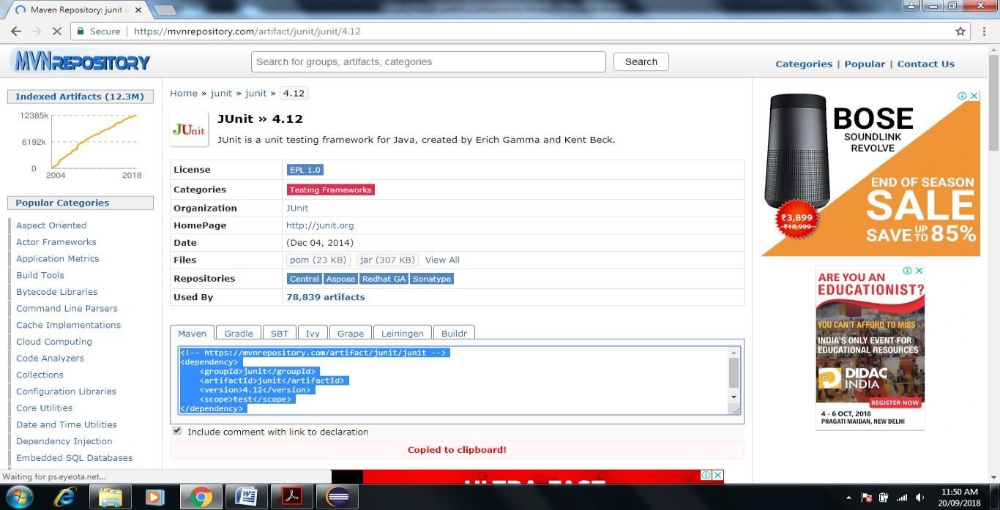 Maven Repository: junit
Secure
https://mvnrepository.com/artifact/junit/junit/4.12
MVNREPOSITORY
Search for groups, artifacts, categories
Search
Categories | Popular | Contact Us
Indexed Artifacts (12.3M)
12385k
6192k
0
2004
2018
Popular Categories
Aspect Oriented
Actor Frameworks
Application Metrics
Build Tools
Bytecode Libraries
Command Line Parsers
Cache Implementations
Cloud Computing
Code Analyzers
Collections
Configuration Libraries
Core Utilities
Date and Time Utilities
Dependency Injection
Embedded SQL Databases
Home » junit » junit » 4.12
JUnit
JUnit » 4.12
JUnit is a unit testing framework for Java, created by Erich Gamma and Kent Beck.
License EPL 1.0
Categories Testing Frameworks
Organization JUnit
HomePage http://junit.org
Date (Dec 04, 2014)
Files pom (23 KB) jar (307 KB) View All
Repositories Central Aspose Redhat GA Sonatype
Used By 78,839 artifacts
Maven Gradle SBT Ivy Grape Leiningen Buildr
<!-- https://mvnrepository.com/artifact/junit/junit -->
<dependency>
<groupId>junit</groupId>
<artifactId>junit</artifactId>
<version>4.12</version>
<scope>test</scope>
</dependency>
Include comment with link to declaration
Copied to clipboard!
BOSE
SOUNDLINK
REVOLVE
END OF SEASON
SALE
SAVE UP TO 85%
₹3,899
₹18,999
ARE YOU AN
EDUCATIONIST?
YOU CAN'T AFFORD TO MISS
INDIA'S ONLY EVENT FOR
EDUCATIONAL RESOURCES
DIDAC
INDIA
REGISTER NOW
4 - 6 OCT, 2018
PRAGATI MAIDAN, NEW DELHI
Waiting for ps.eyeota.net...
ULTRA FAST
11:50 AM
20/09/2018